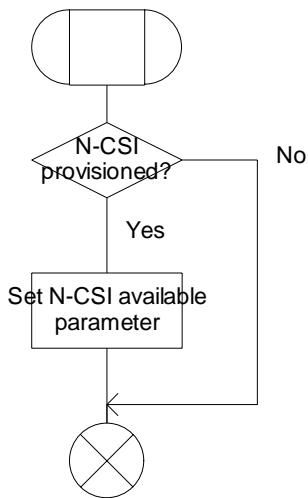 N-CSI
provisioned?
No
Yes
Set N-CSI available
parameter